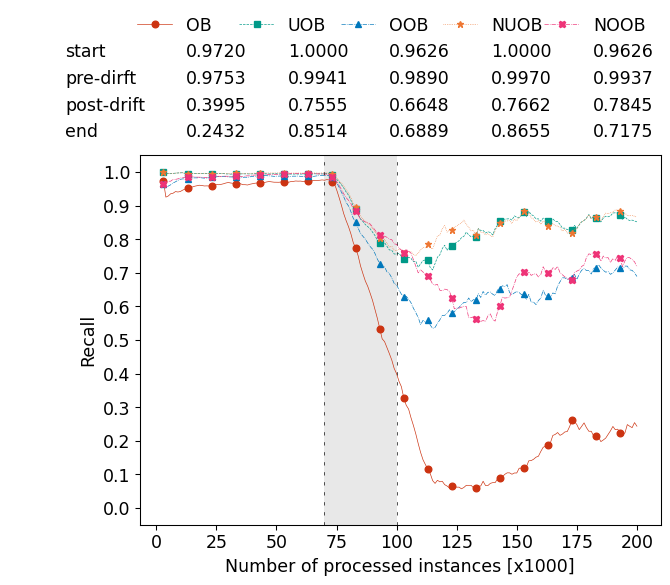 OB UOB OOB NUOB NOOB
start 0.9720 1.0000 0.9626 1.0000 0.9626
pre-dirft 0.9753 0.9941 0.9890 0.9970 0.9937
post-drift 0.3995 0.7555 0.6648 0.7662 0.7845
end 0.2432 0.8514 0.6889 0.8655 0.7175
1.0
0.9
0.8
0.7
0.6
0.5
0.4
0.3
0.2
0.1
0.0
Recall
0 25 50 75 100 125 150 175 200
Number of processed instances [x1000]